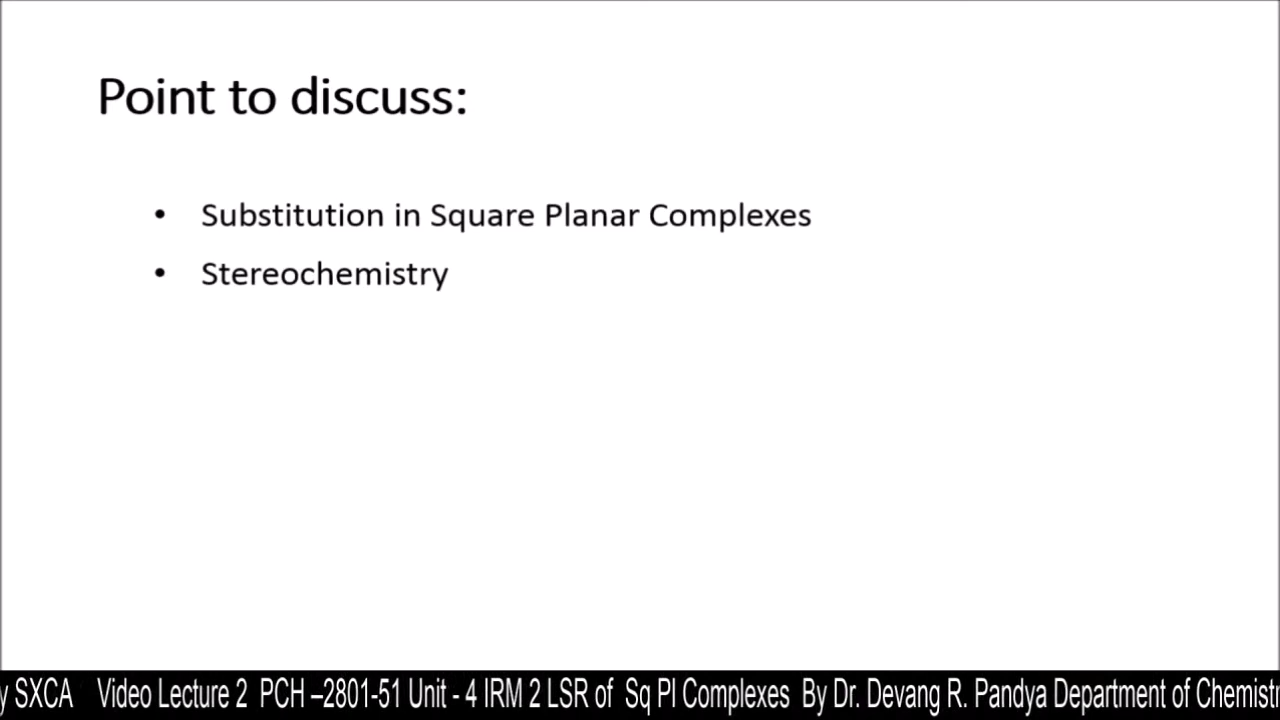 Point to discuss:
• Substitution in Square Planar Complexes
• Stereochemistry
y SXCA Video Lecture 2 PCH –2801-51 Unit - 4 IRM 2 LSR of Sq Pl Complexes By Dr. Devang R. Pandya Department of Chemistr